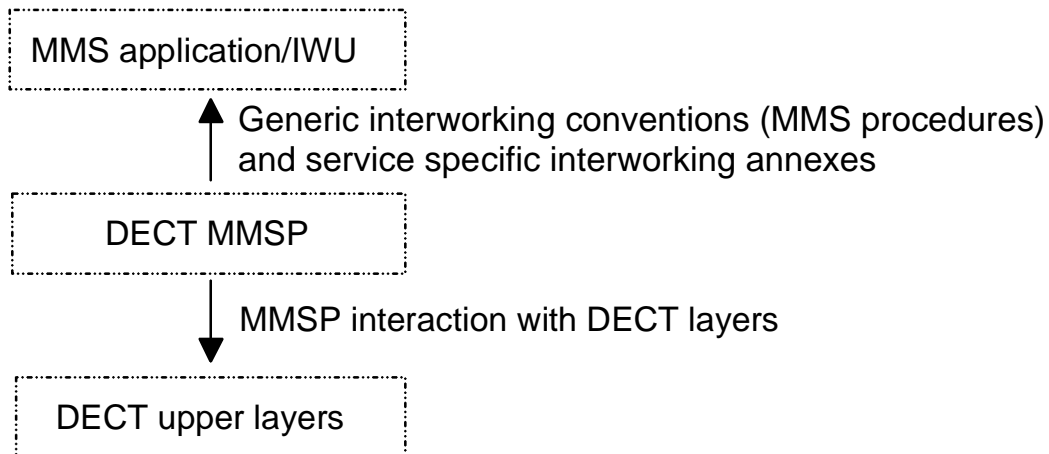 MMS application/IWU
Generic interworking conventions (MMS procedures)
and service specific interworking annexes
DECT MMSP
MMSP interaction with DECT layers
DECT upper layers